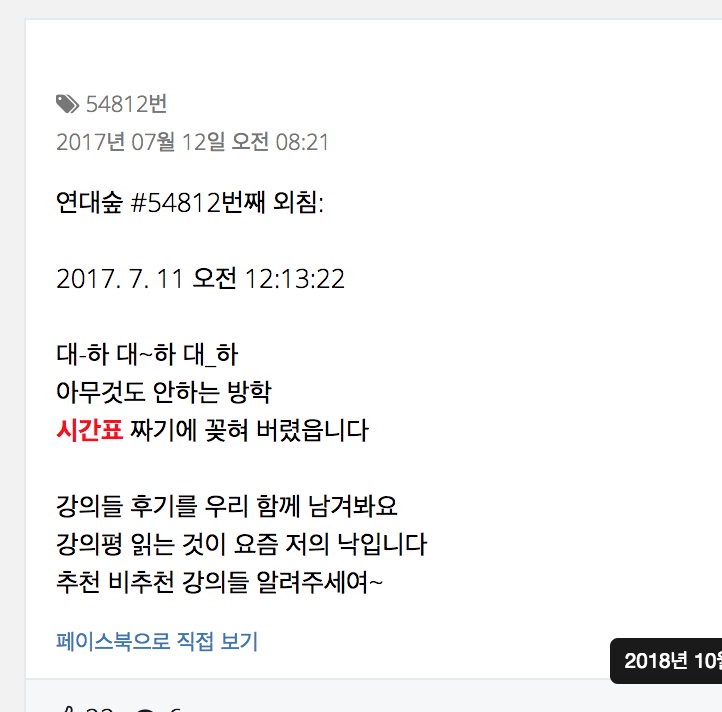 54812번
2017년 07월 12일 오전 08:21
연대숲 #54812번째 외침:
2017. 7. 11 오전 12:13:22
대-하 대~하 대_하
아무것도 안하는 방학
시간표 짜기에 꽂혀 버렸읍니다
강의들 후기를 우리 함께 남겨봐요
강의평 읽는 것이 요즘 저의 낙입니다
추천 비추천 강의들 알려주세여~
페이스북으로 직접 보기
2018년 10월